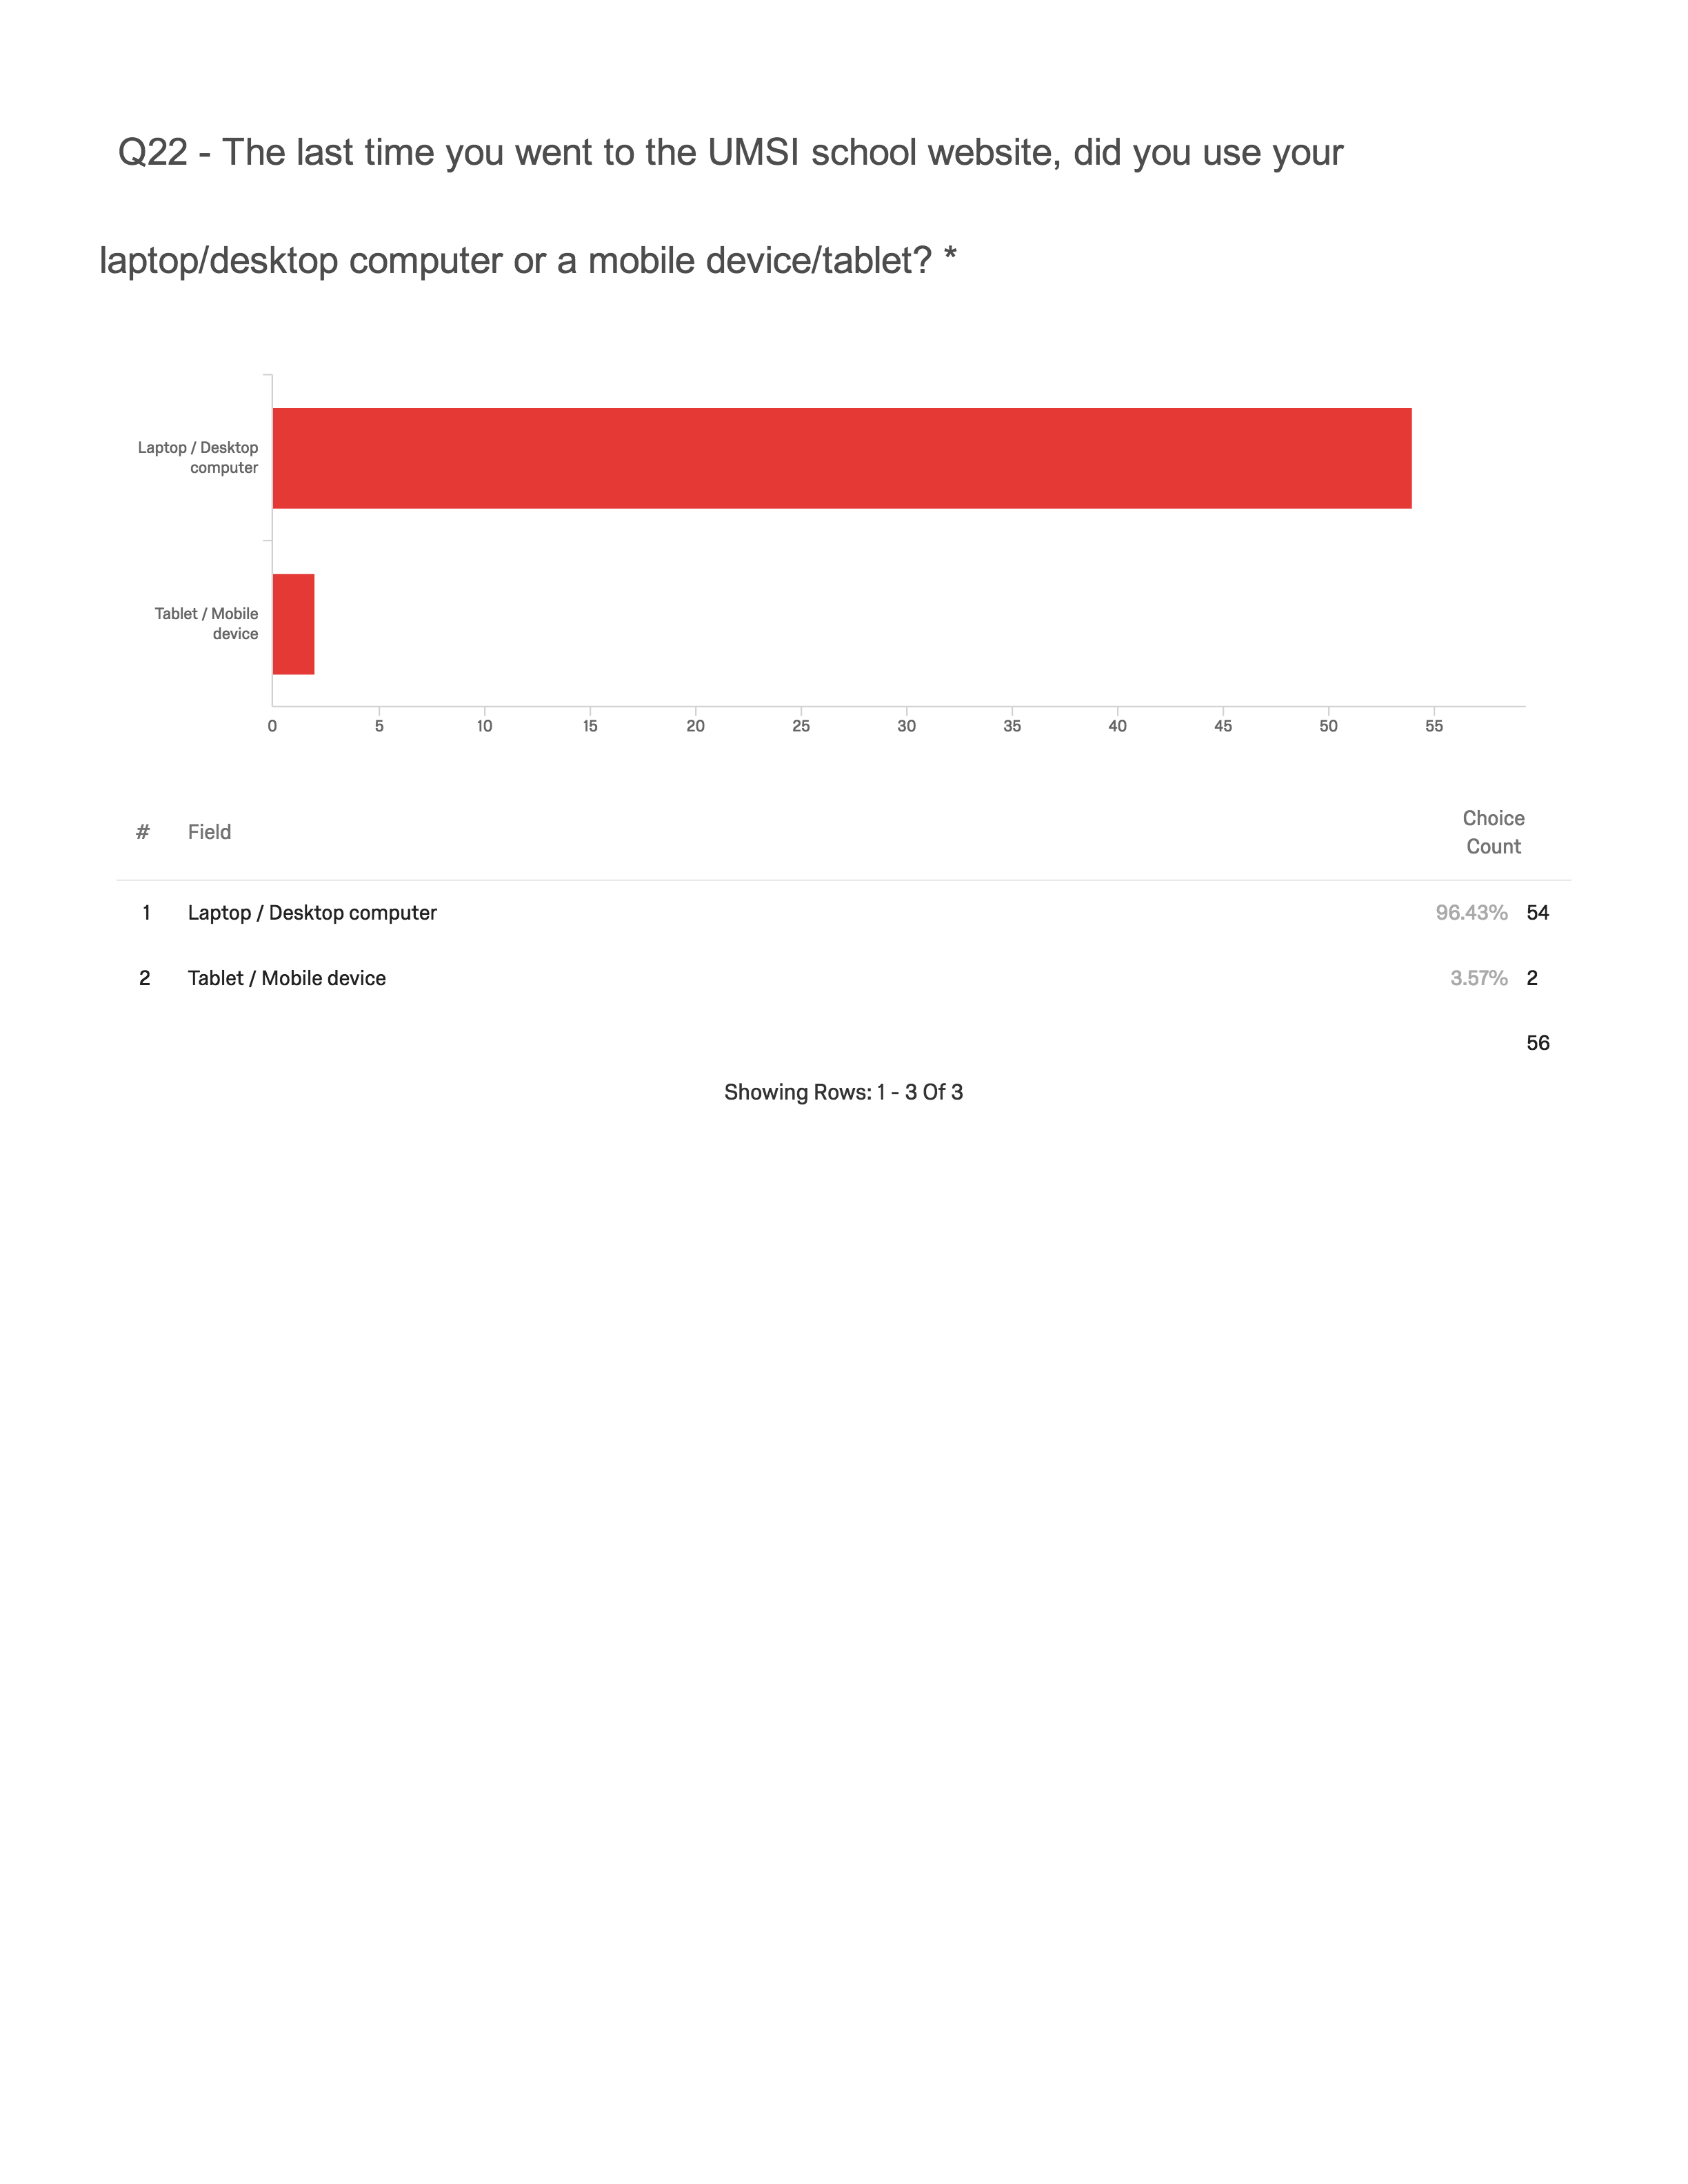 Q22 - The last time you went to the UMSI school website, did you use your
laptop/desktop computer or a mobile device/tablet? *
Laptop / Desktop
computer
Tablet / Mobile
device
0 5 10 15 20 25 30 35 40 45 50 55
# Field Choice
Count
1 Laptop / Desktop computer 96.43% 54
2 Tablet / Mobile device 3.57% 2
56
Showing Rows: 1 - 3 Of 3